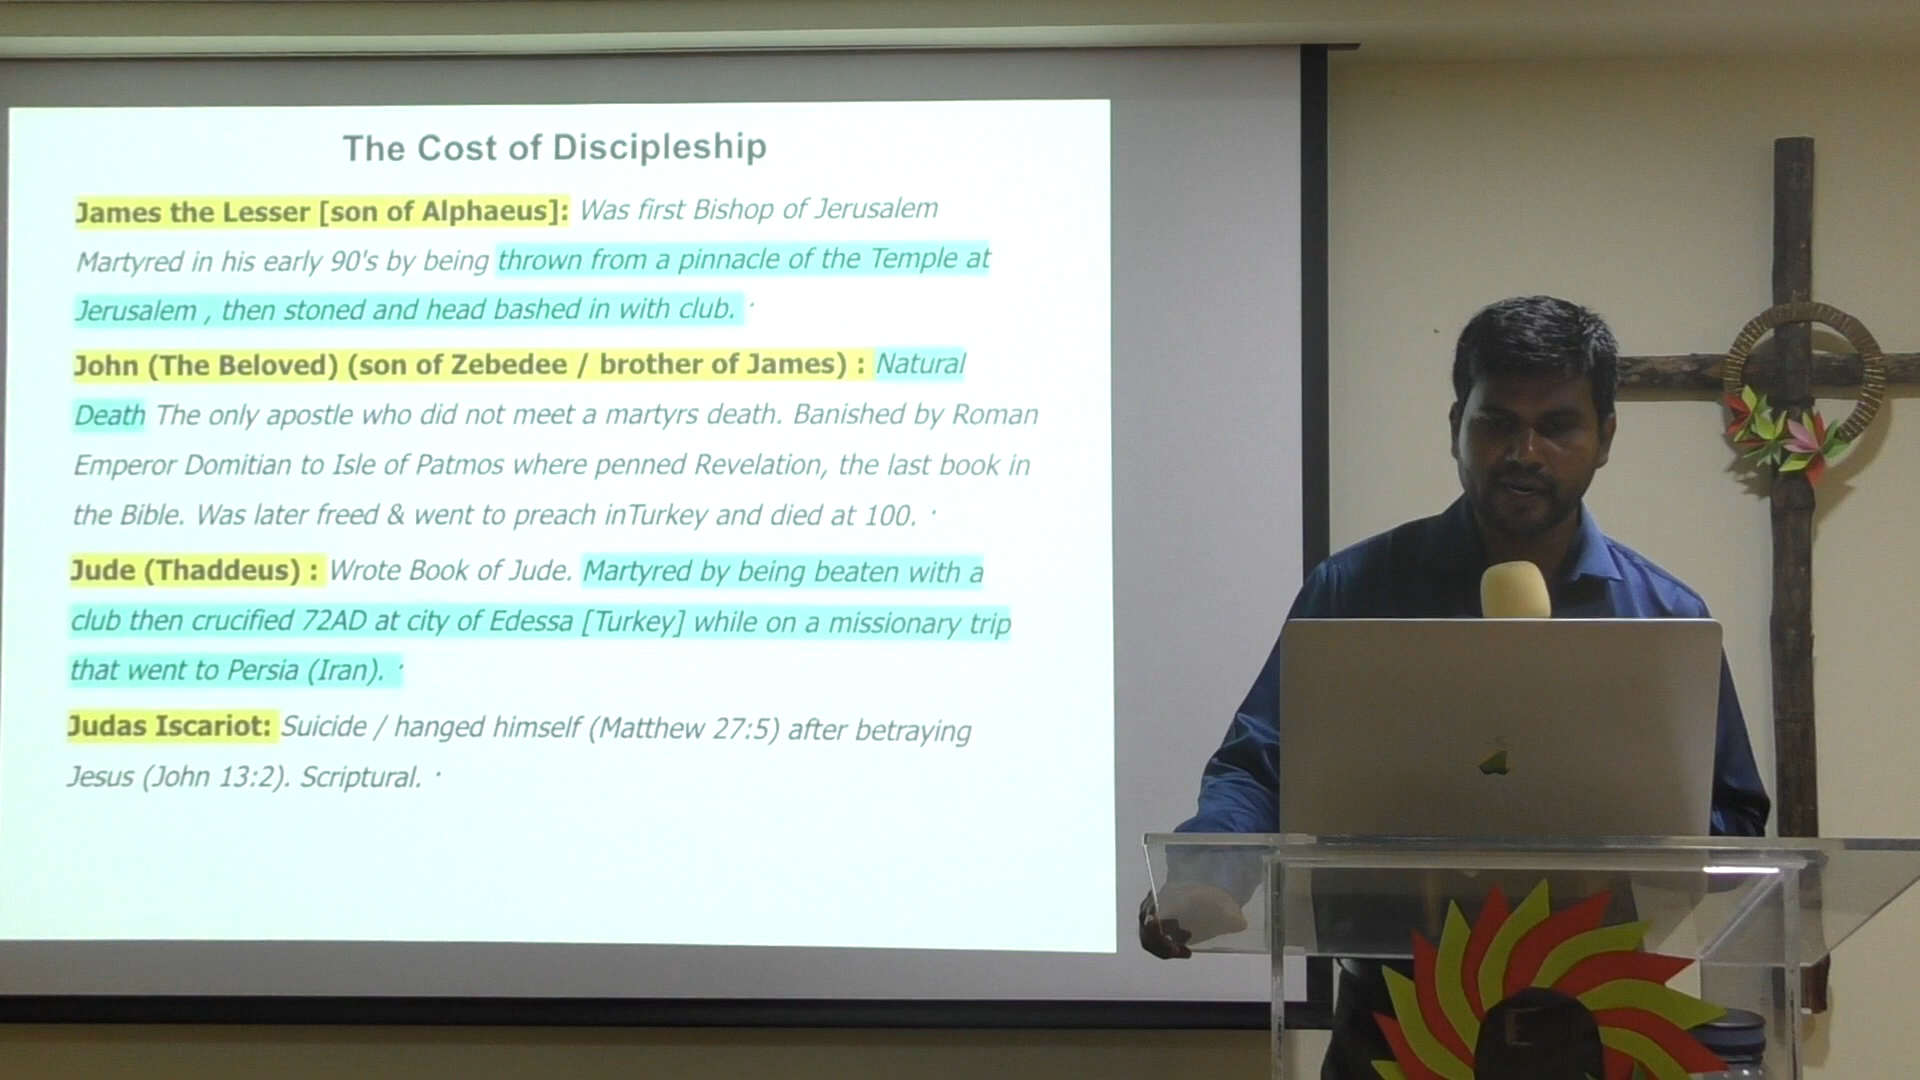 The Cost of Discipleship
James the Lesser [son of Alphaeus]: Was first Bishop of Jerusalem
Martyred in his early 90's by being thrown from a pinnacle of the Temple at
Jerusalem , then stoned and head bashed in with club. ·
John (The Beloved) (son of Zebedee / brother of James) : Natural
Death The only apostle who did not meet a martyrs death. Banished by Roman
Emperor Domitian to Isle of Patmos where penned Revelation, the last book in
the Bible. Was later freed & went to preach inTurkey and died at 100. ·
Jude (Thaddeus) : Wrote Book of Jude. Martyred by being beaten with a
club then crucified 72AD at city of Edessa [Turkey] while on a missionary trip
that went to Persia (Iran). ·
Judas Iscariot: Suicide / hanged himself (Matthew 27:5) after betraying
Jesus (John 13:2). Scriptural. ·